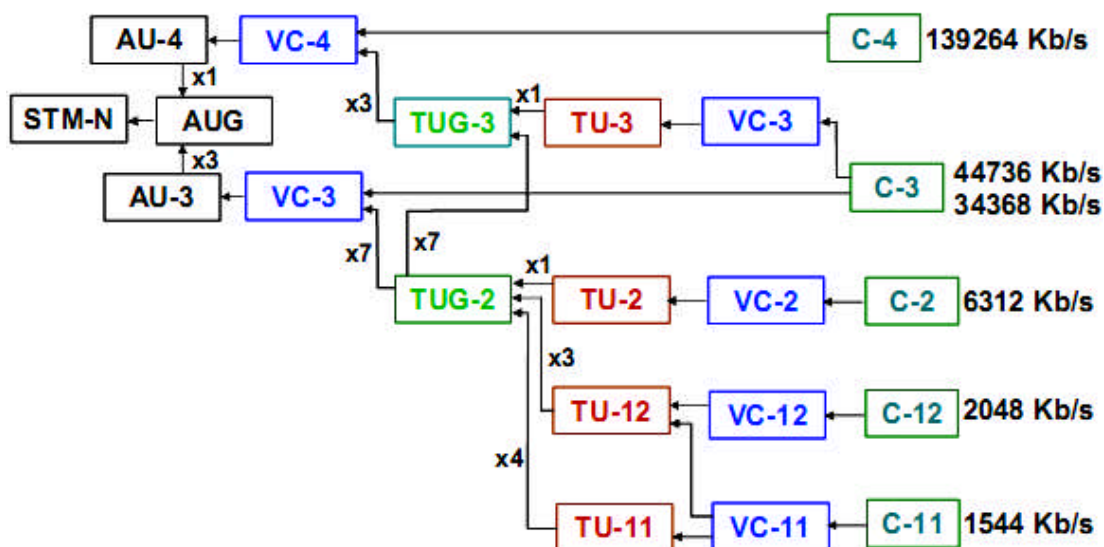 AU-4 VC-4 C-4 139264 Kb/s
x1
x3 x1
STM-N AUG TUG-3 TU-3 VC-3
x3
44736 Kb/s
AU-3 VC-3 C-3
34368 Kb/s
x7 x7
x1
TUG-2 TU-2 VC-2 C-2 6312 Kb/s
x3
TU-12 VC-12 C-12 2048 Kb/s
x4
TU-11 VC-11 C-11 1544 Kb/s